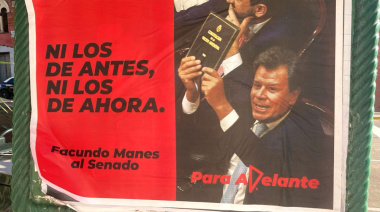 NI LOS
DE ANTES,
NI LOS
DE AHORA.
Facundo Manes
al Senado
Para Adelante